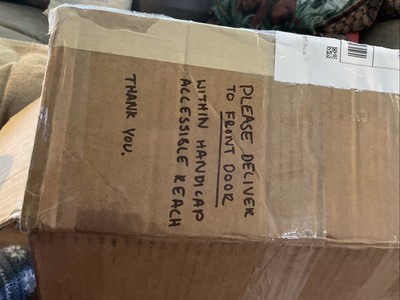 PLEASE DELIVER
TO FRONT DOOR
WITHIN HANDICAP
ACCESSIBLE REACH
THANK YOU.